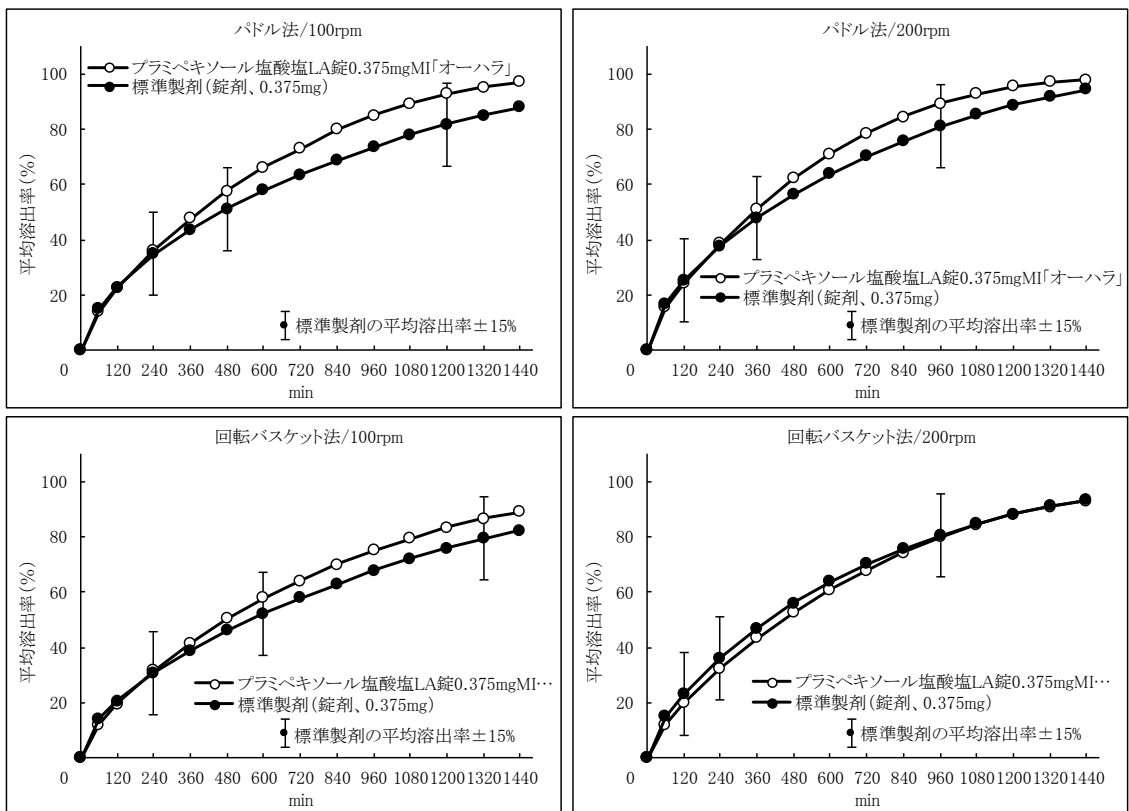 パドル法/100rpm
プラミペキソール塩酸塩LA錠0.375mgMI「オーハラ」
標準製剤(錠剤、0.375mg)
平均溶出率(%)
100
80
60
40
20
0
標準製剤の平均溶出率±15%
120 240 360 480 600 720 840 960 1080 1200 1320 1440
min
パドル法/200rpm
平均溶出率(%)
100
80
60
40
20
0
プラミペキソール塩酸塩LA錠0.375mgMI「オーハラ」
標準製剤(錠剤、0.375mg)
標準製剤の平均溶出率±15%
120 240 360 480 600 720 840 960 1080 1200 1320 1440
min
回転バスケット法/100rpm
平均溶出率(%)
100
80
60
40
20
0
プラミペキソール塩酸塩LA錠0.375mgMI…
標準製剤(錠剤、0.375mg)
標準製剤の平均溶出率±15%
120 240 360 480 600 720 840 960 1080 1200 1320 1440
min
回転バスケット法/200rpm
平均溶出率(%)
100
80
60
40
20
0
プラミペキソール塩酸塩LA錠0.375mgMI…
標準製剤(錠剤、0.375mg)
標準製剤の平均溶出率±15%
120 240 360 480 600 720 840 960 1080 1200 1320 1440
min